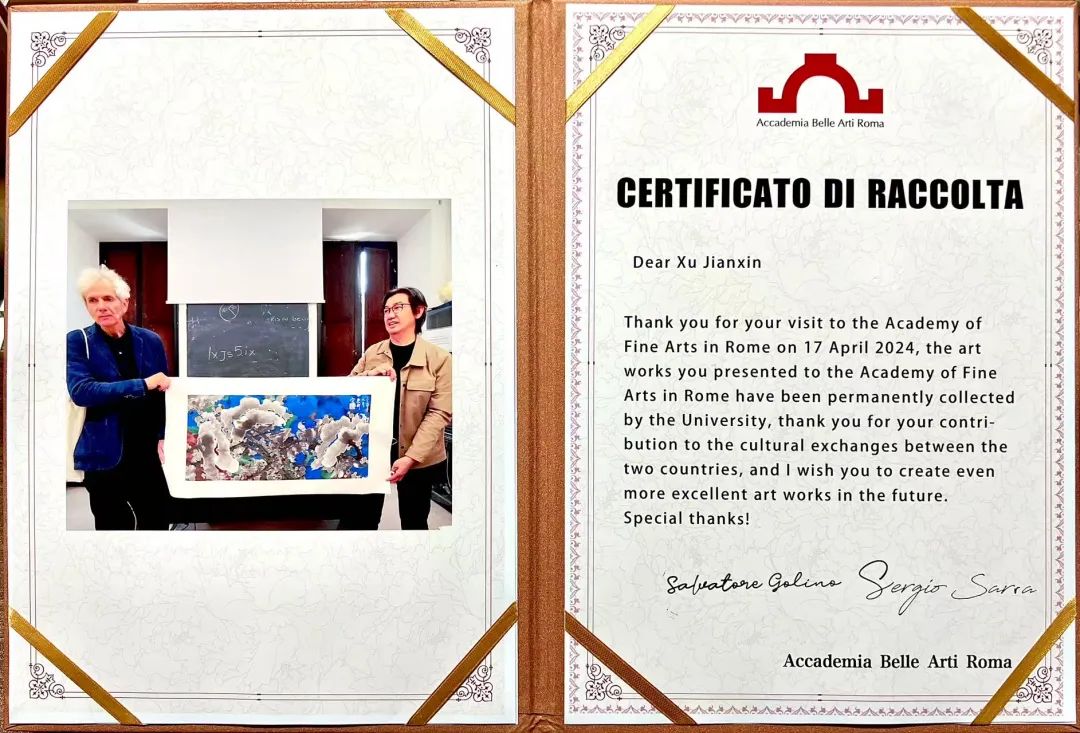 lxjs5ix
Accademia Belle Arti Roma
CERTIFICATO DI RACCOLTA
Dear Xu Jianxin
Thank you for your visit to the Academy of
Fine Arts in Rome on 17 April 2024, the art
works you presented to the Academy of Fine
Arts in Rome have been permanently collected
by the University, thank you for your contri-
bution to the cultural exchanges between the
two countries, and I wish you to create even
more excellent art works in the future.
Special thanks!
Salvatore Golino Sergio Sarra
Accademia Belle Arti Roma